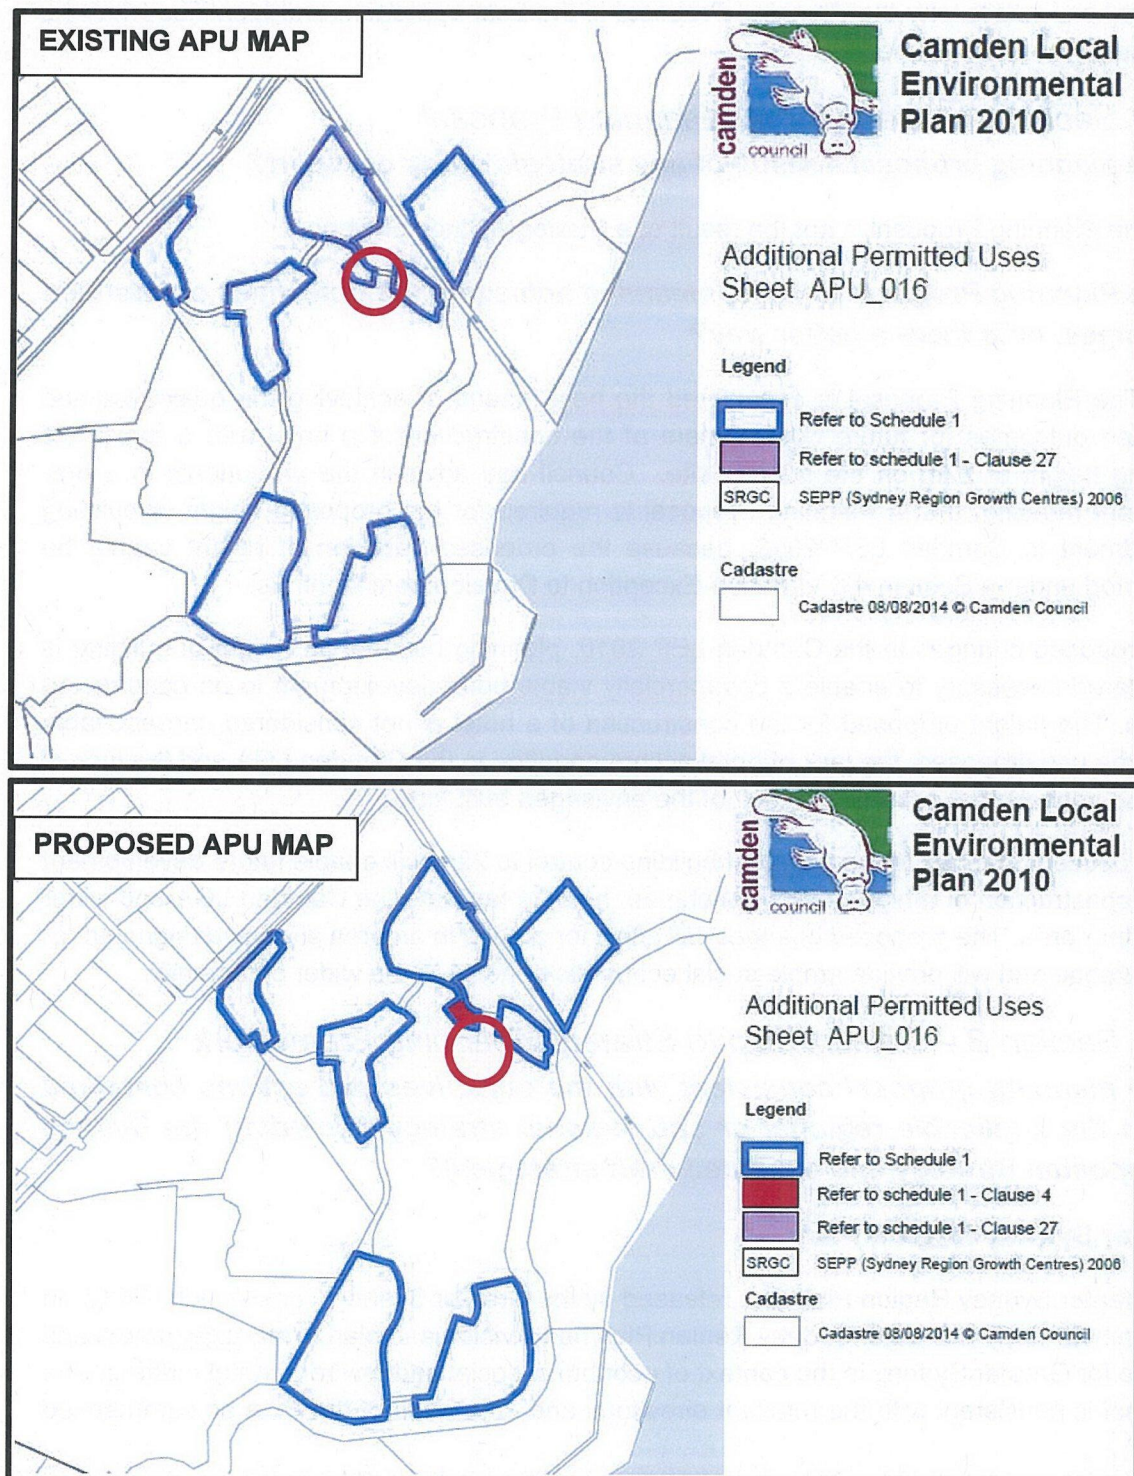 EXISTING APU MAP
camden
council
Camden Local
Environmental
Plan 2010
Additional Permitted Uses
Sheet APU_016
Legend
Refer to Schedule 1
Refer to schedule 1 - Clause 27
SRGC SEPP (Sydney Region Growth Centres) 2006
Cadastre
Cadastre 08/08/2014 © Camden Council
PROPOSED APU MAP
camden
council
Camden Local
Environmental
Plan 2010
Additional Permitted Uses
Sheet APU_016
Legend
Refer to Schedule 1
Refer to schedule 1 - Clause 4
Refer to schedule 1 - Clause 27
SRGC SEPP (Sydney Region Growth Centres) 2006
Cadastre
Cadastre 08/08/2014 © Camden Council